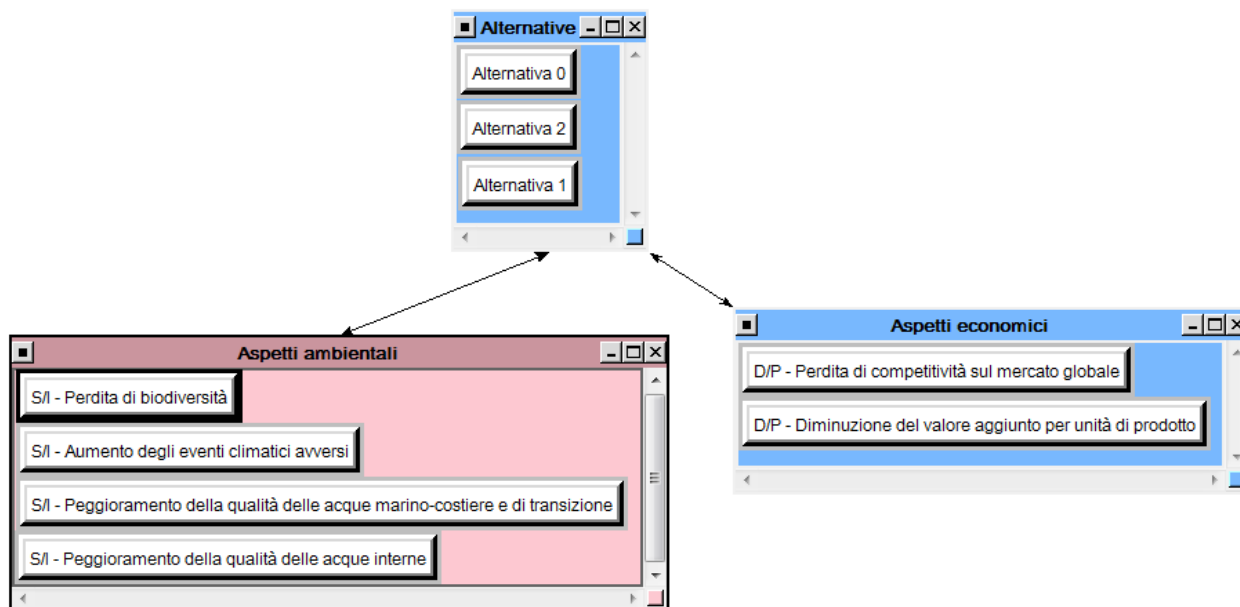 Alternative
Alternativa 0
Alternativa 2
Alternativa 1
Aspetti ambientali
S/I - Perdita di biodiversità
S/I - Aumento degli eventi climatici avversi
S/I - Peggioramento della qualità delle acque marino-costiere e di transizione
S/I - Peggioramento della qualità delle acque interne
Aspetti economici
D/P - Perdita di competitività sul mercato globale
D/P - Diminuzione del valore aggiunto per unità di prodotto